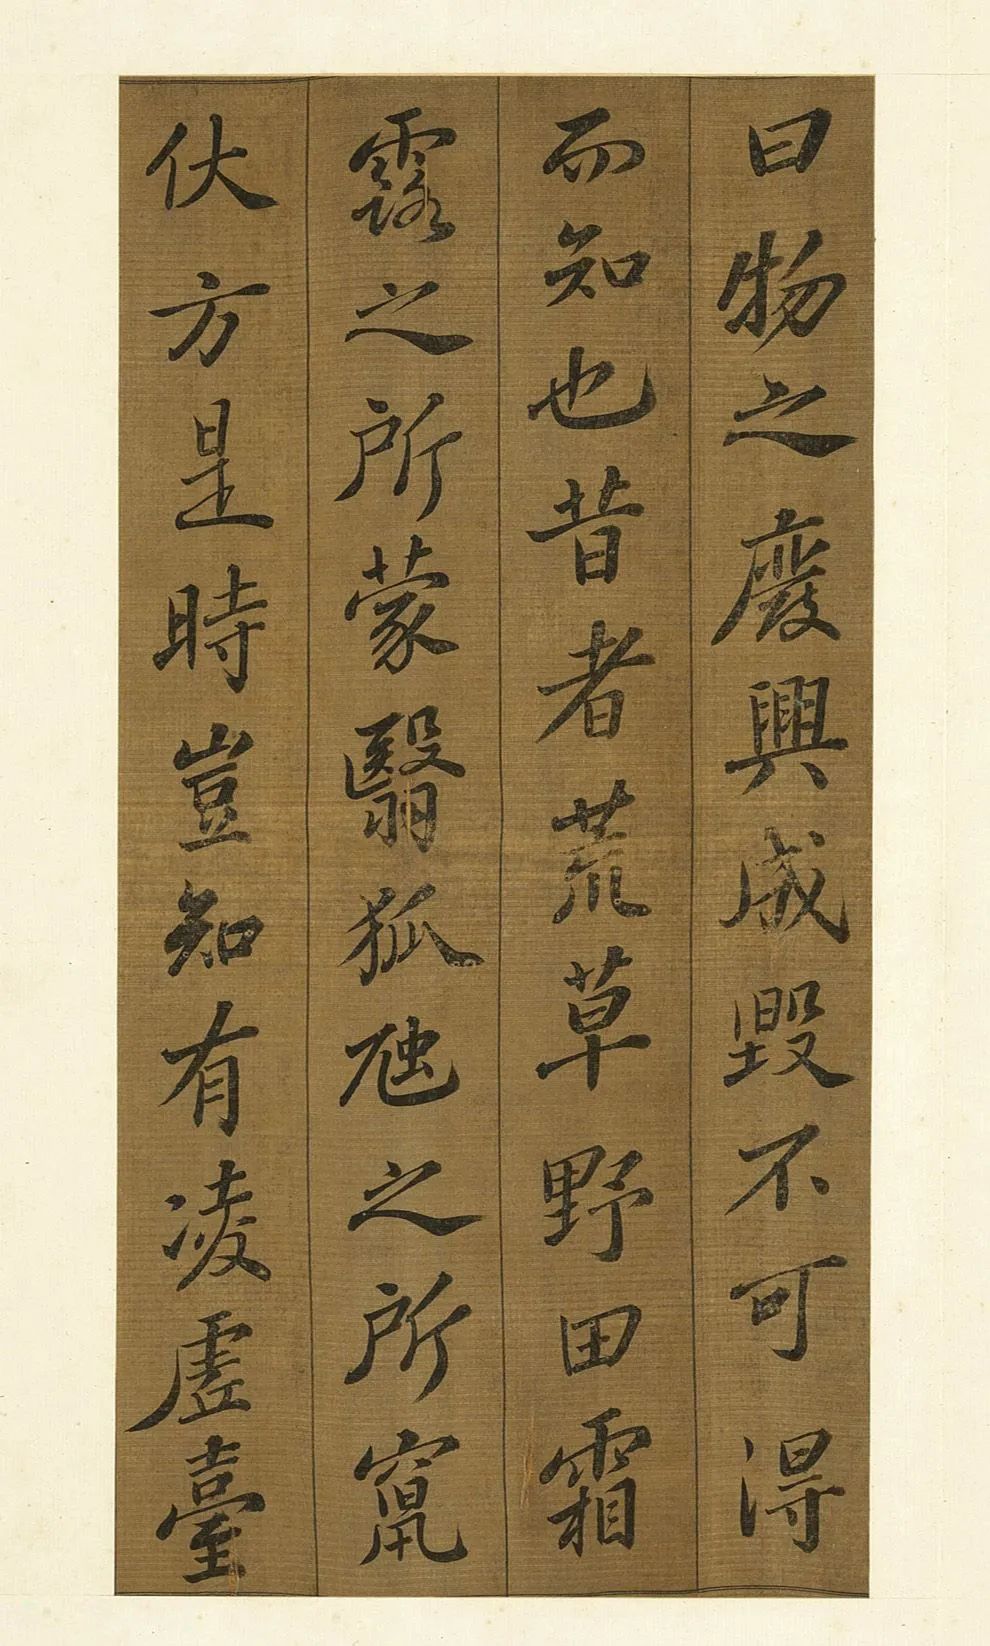 曰物之廢興成毀不可得
而知也昔者荒草野田霜
露之所蒙翳狐虺之所竄
伏方是時豈知有凌虛臺